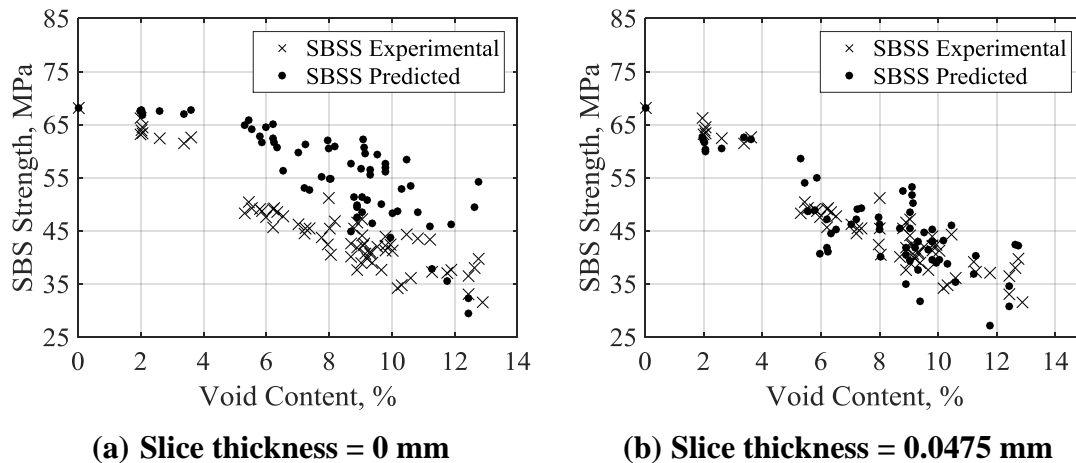 85
75
65
55
45
35
25
SBS Strength, MPa
× SBSS Experimental
• SBSS Predicted
0 2 4 6 8 10 12 14
Void Content, %
(a) Slice thickness = 0 mm
85
75
65
55
45
35
25
SBS Strength, MPa
× SBSS Experimental
• SBSS Predicted
0 2 4 6 8 10 12 14
Void Content, %
(b) Slice thickness = 0.0475 mm